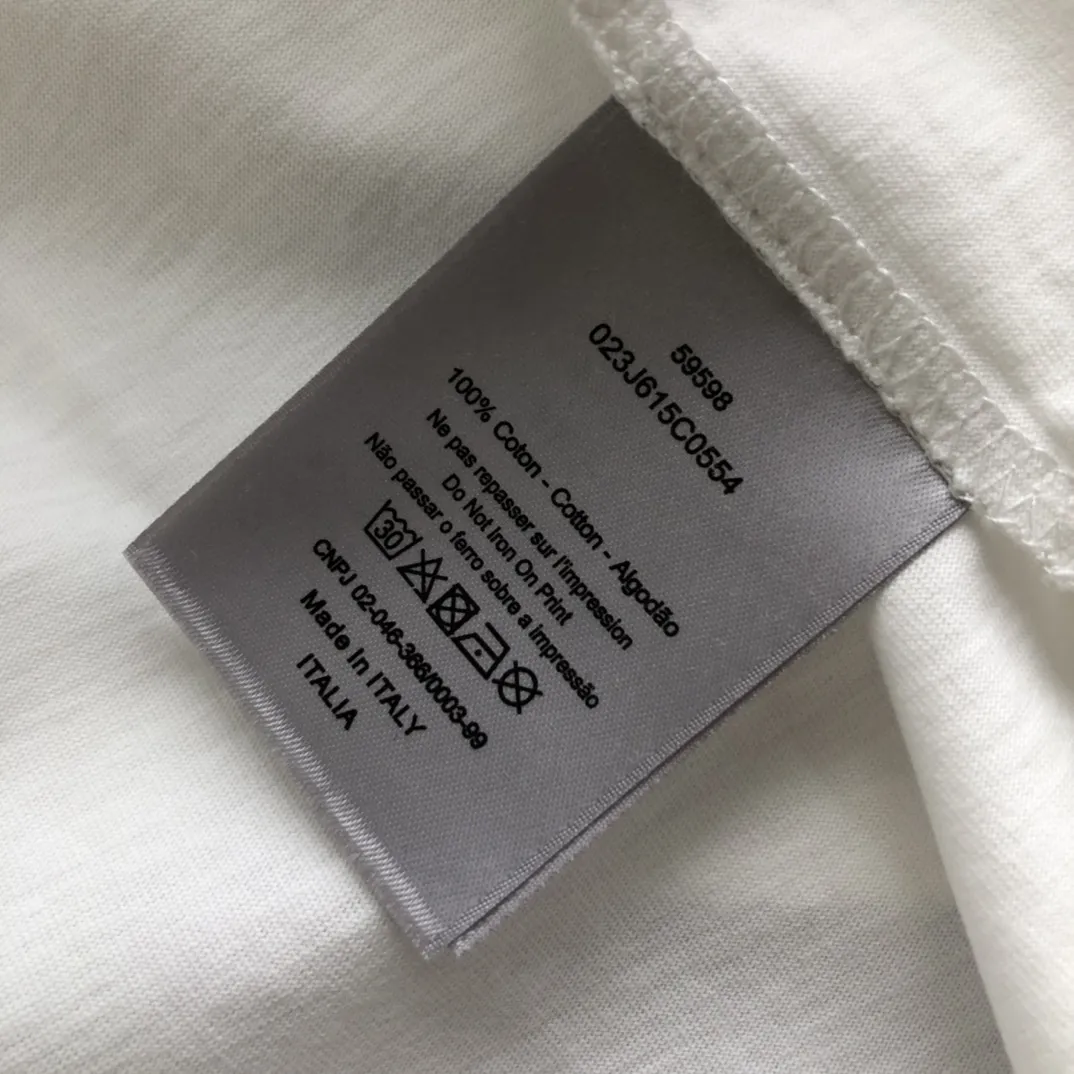 59598
023J615C0554
100% Coton - Cotton - Algodão
Ne pas repasser sur l'impression
Do Not Iron On Print
Não passar o ferro sobre a impressão
30
CNPJ 02-046-386/0003-99
Made In ITALY
ITALIA